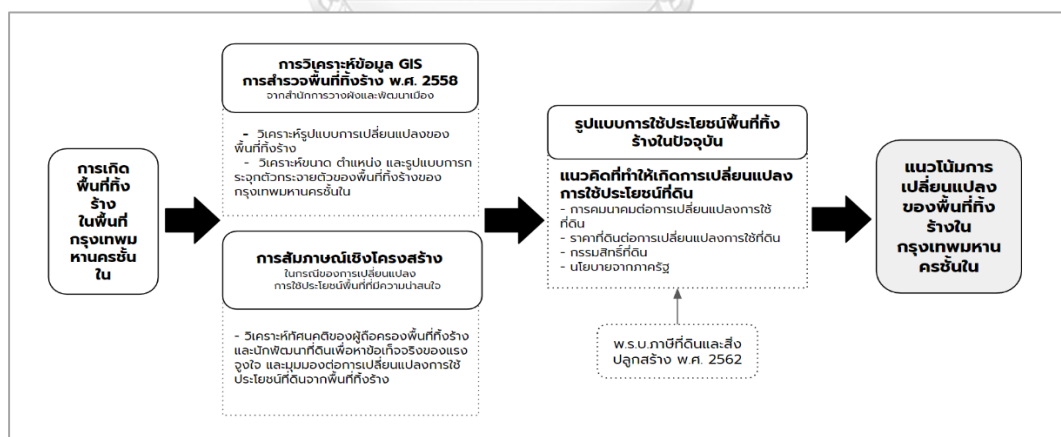 การเกิด
พื้นที่ทิ้ง
ร้าง
ในพื้นที่
กรุงเทพม
หานครชั้น
ใน
การวิเคราะห์ข้อมูล GIS
การสำรวจพื้นที่ทิ้งร้าง พ.ศ. 2558
จากสำนักการวางผังและพัฒนาเมือง
- วิเคราะห์รูปแบบการเปลี่ยนแปลงของ
พื้นที่ทิ้งร้าง
- วิเคราะห์ขนาด ตำแหน่ง และรูปแบบการก
ระจุกตัวกระจายตัวของพื้นที่ทิ้งร้างของ
กรุงเทพมหานครชั้นใน
การสัมภาษณ์เชิงโครงสร้าง
ในกรณีของการเปลี่ยนแปลง
การใช้ประโยชน์พื้นที่ที่มีความน่าสนใจ
- วิเคราะห์ทัศนคติของผู้ถือครองพื้นที่ทิ้งร้าง
และนักพัฒนาที่ดินเพื่อหาข้อเท็จจริงของแรง
จูงใจ และมุมมองต่อการเปลี่ยนแปลงการใช้
ประโยชน์ที่ดินจากพื้นที่ทิ้งร้าง
รูปแบบการใช้ประโยชน์พื้นที่ทิ้ง
ร้างในปัจจุบัน
แนวคิดที่ทำให้เกิดการเปลี่ยนแปลง
การใช้ประโยชน์ที่ดิน
- การคมนาคมต่อการเปลี่ยนแปลงการใช้
ที่ดิน
- ราคาที่ดินต่อการเปลี่ยนแปลงการใช้ที่ดิน
- กรรมสิทธิ์ที่ดิน
- นโยบายจากภาครัฐ
พ.ร.บ.ภาษีที่ดินและสิ่ง
ปลูกสร้าง พ.ศ. 2562
แนวโน้มการ
เปลี่ยนแปลง
ของพื้นที่ทิ้ง
ร้างใน
กรุงเทพมหาน
ครชั้นใน